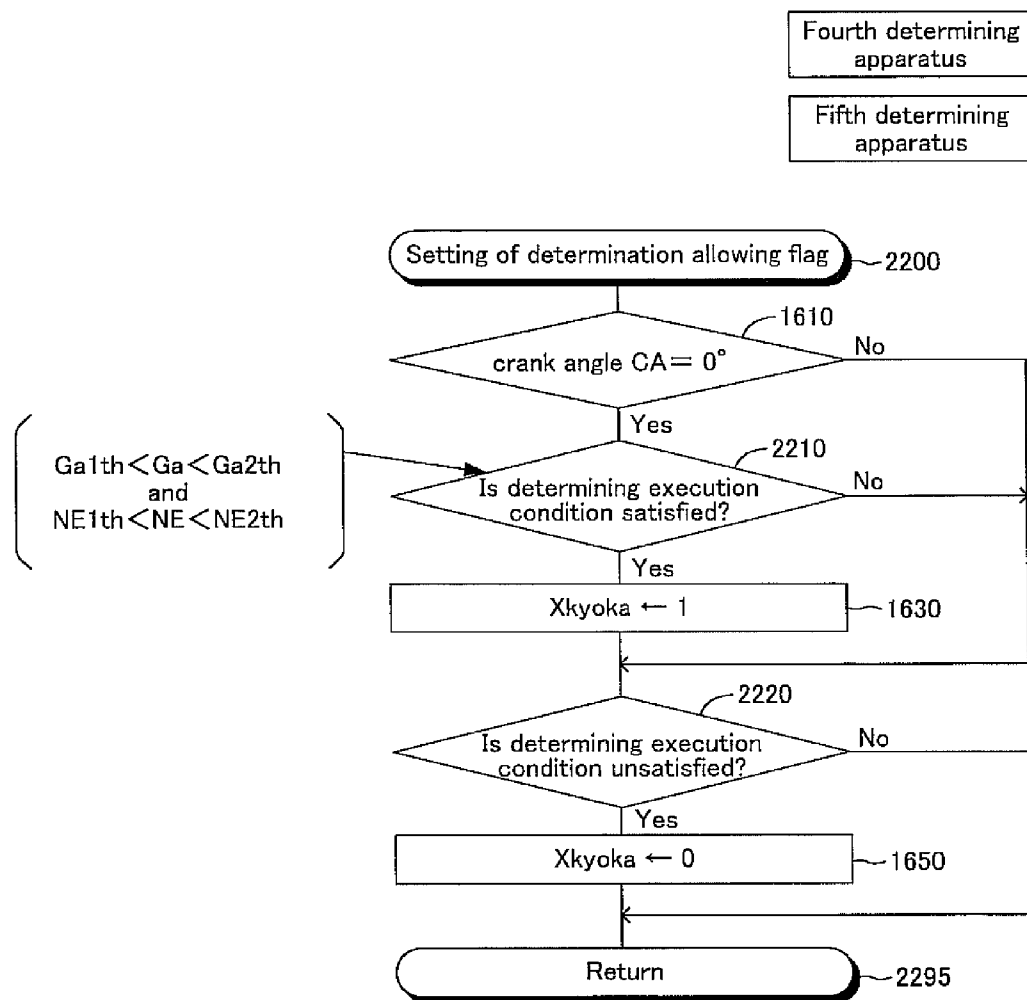 Fourth determining
apparatus
Fifth determining
apparatus
Setting of determination allowing flag
2200
1610
crank angle CA= 0°
No
Yes
2210
Ga1th<Ga<Ga2th
and
NE1th<NE<NE2th
Is determining execution
condition satisfied?
No
Yes
Xkyoka ← 1
1630
2220
Is determining execution
condition unsatisfied?
No
Yes
Xkyoka ← 0
1650
Return
2295